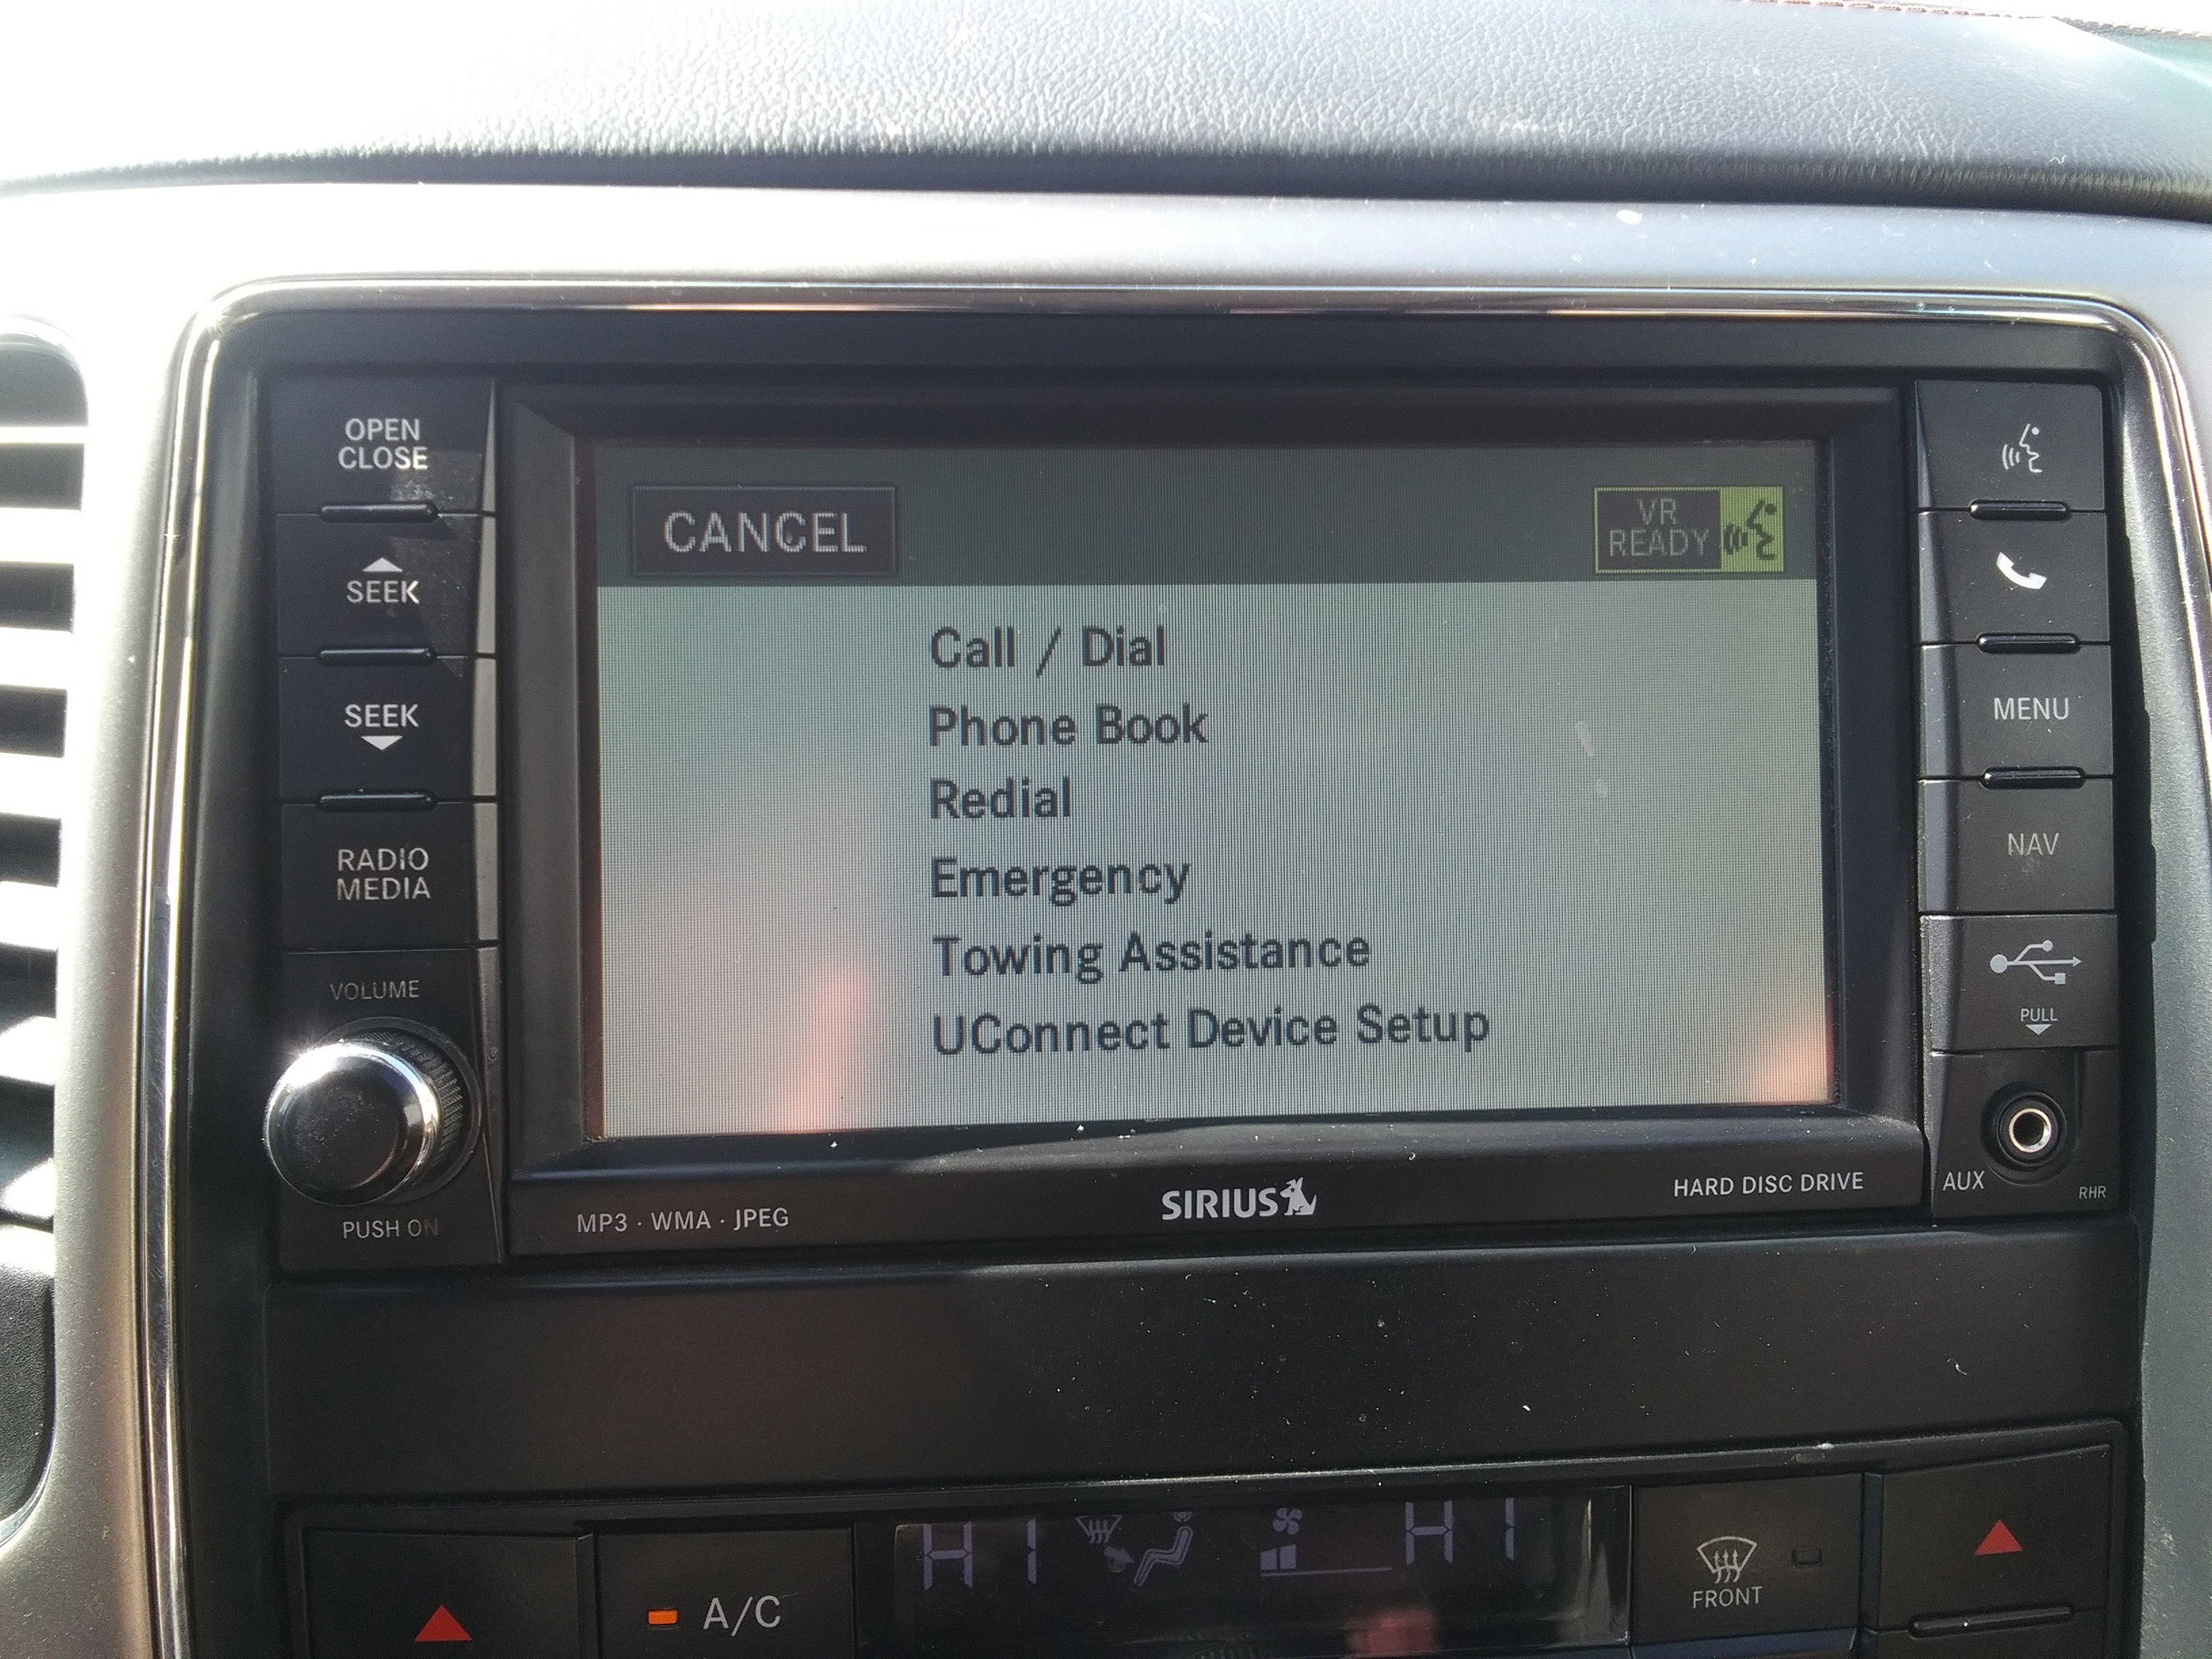 OPEN
CLOSE
SEEK
SEEK
RADIO
MEDIA
VOLUME
PUSH ON
CANCEL
VR
READY
Call / Dial
Phone Book
Redial
Emergency
Towing Assistance
UConnect Device Setup
MP3 · WMA · JPEG
SIRIUS
HARD DISC DRIVE
MENU
NAV
PULL
AUX
RHR
A/C
HI
HI
FRONT